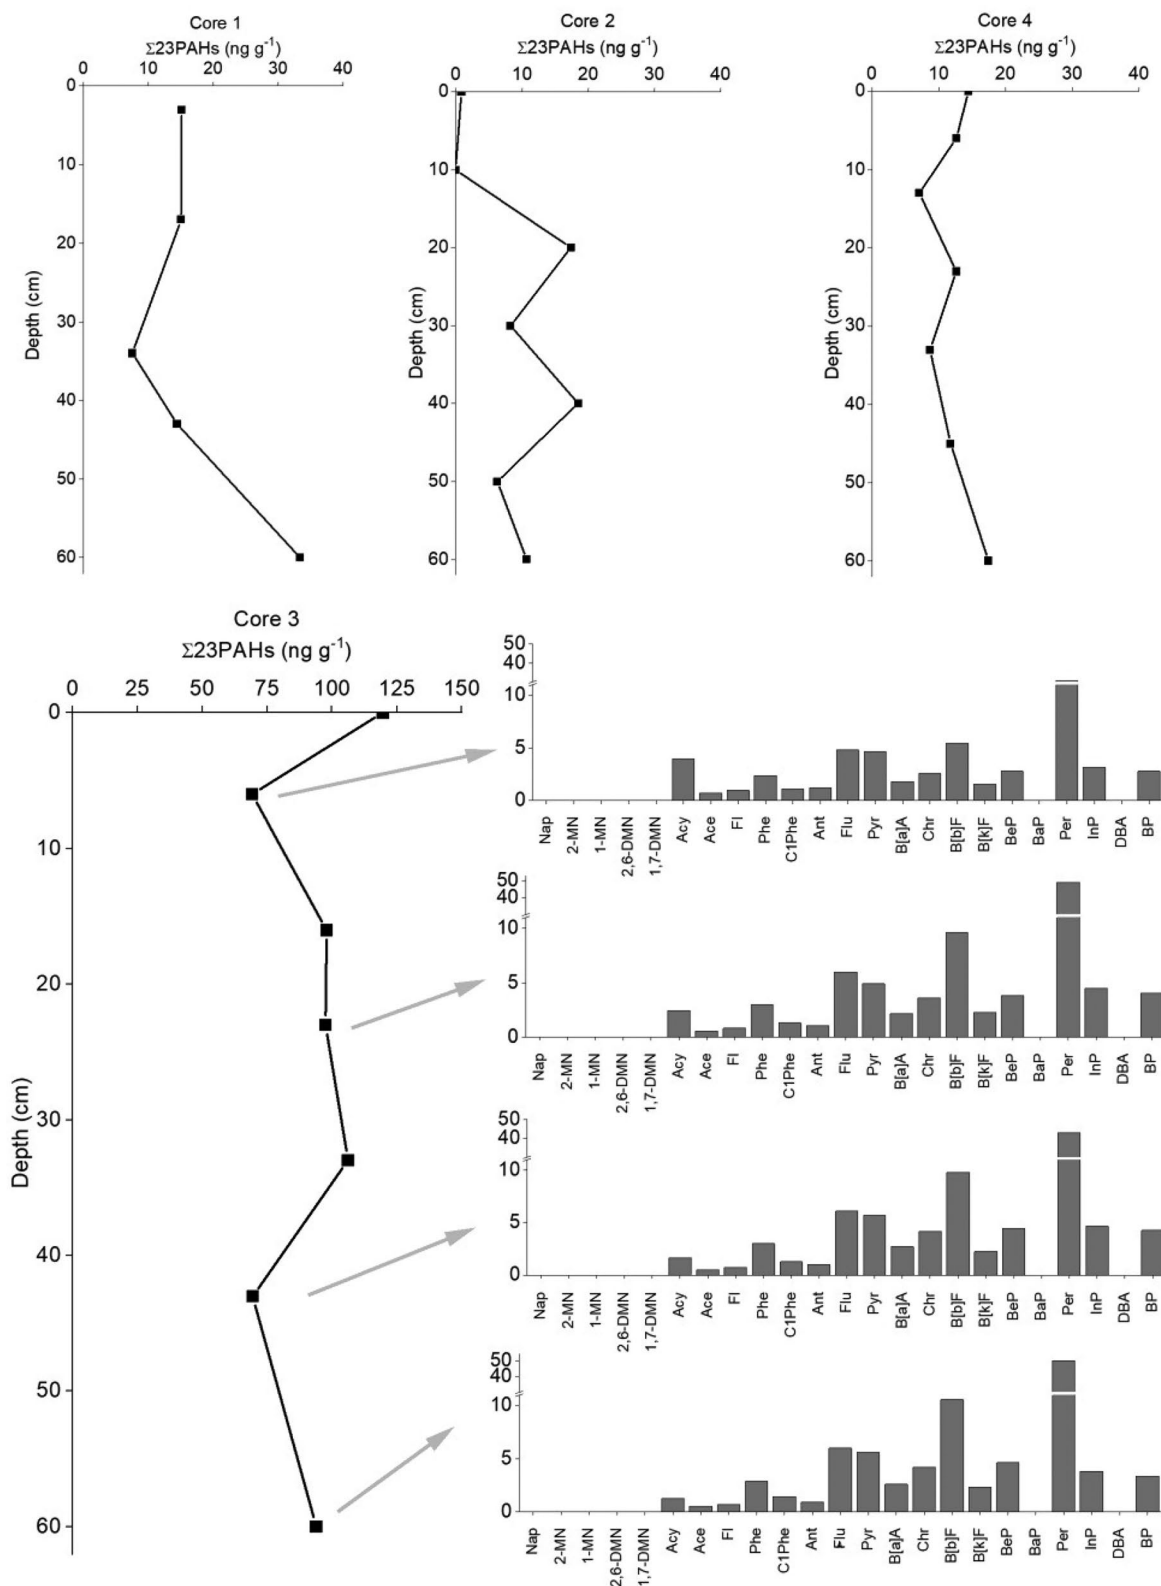 Core 1
Σ23PAHs (ng g⁻¹)
0 10 20 30 40
0
10
20
30
40
50
60
Depth (cm)
Core 2
Σ23PAHs (ng g⁻¹)
0 10 20 30 40
0
10
20
30
40
50
60
Depth (cm)
Core 4
Σ23PAHs (ng g⁻¹)
0 10 20 30 40
0
10
20
30
40
50
60
Depth (cm)
Core 3
Σ23PAHs (ng g⁻¹)
0 25 50 75 100 125 150
0
10
20
30
40
50
60
Depth (cm)
50
40
10
5
0
Nap 2-MN 1-MN 2,6-DMN 1,7-DMN Acy Ace Fl Phe C1Phe Ant Flu Pyr B[a]A Chr B[b]F B[k]F BeP BaP Per InP DBA BP
50
40
10
5
0
Nap 2-MN 1-MN 2,6-DMN 1,7-DMN Acy Ace Fl Phe C1Phe Ant Flu Pyr B[a]A Chr B[b]F B[k]F BeP BaP Per InP DBA BP
50
40
10
5
0
Nap 2-MN 1-MN 2,6-DMN 1,7-DMN Acy Ace Fl Phe C1Phe Ant Flu Pyr B[a]A Chr B[b]F B[k]F BeP BaP Per InP DBA BP
50
40
10
5
0
Nap 2-MN 1-MN 2,6-DMN 1,7-DMN Acy Ace Fl Phe C1Phe Ant Flu Pyr B[a]A Chr B[b]F B[k]F BeP BaP Per InP DBA BP